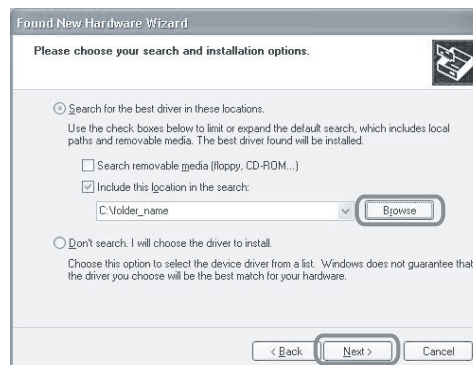 Found New Hardware Wizard
Please choose your search and installation options.
Search for the best driver in these locations.
Use the check boxes below to limit or expand the default search, which includes local
paths and removable media. The best driver found will be installed.
Search removable media (floppy, CD-ROM...)
Include this location in the search:
C:\folder_name
Browse
Don't search. I will choose the driver to install.
Choose this option to select the device driver from a list. Windows does not guarantee that
the driver you choose will be the best match for your hardware.
< Back
Next >
Cancel